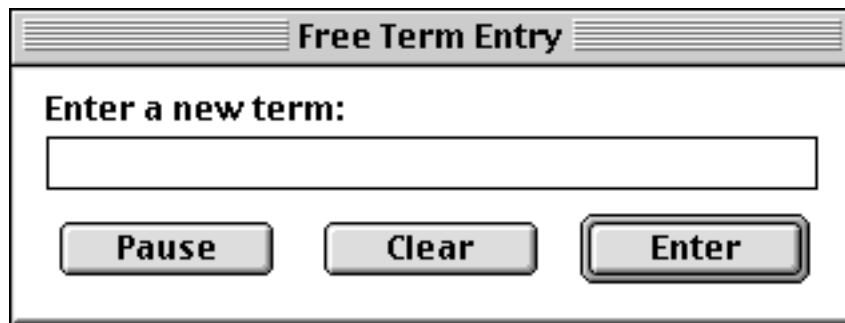 Free Term Entry
Enter a new term:
Pause Clear Enter